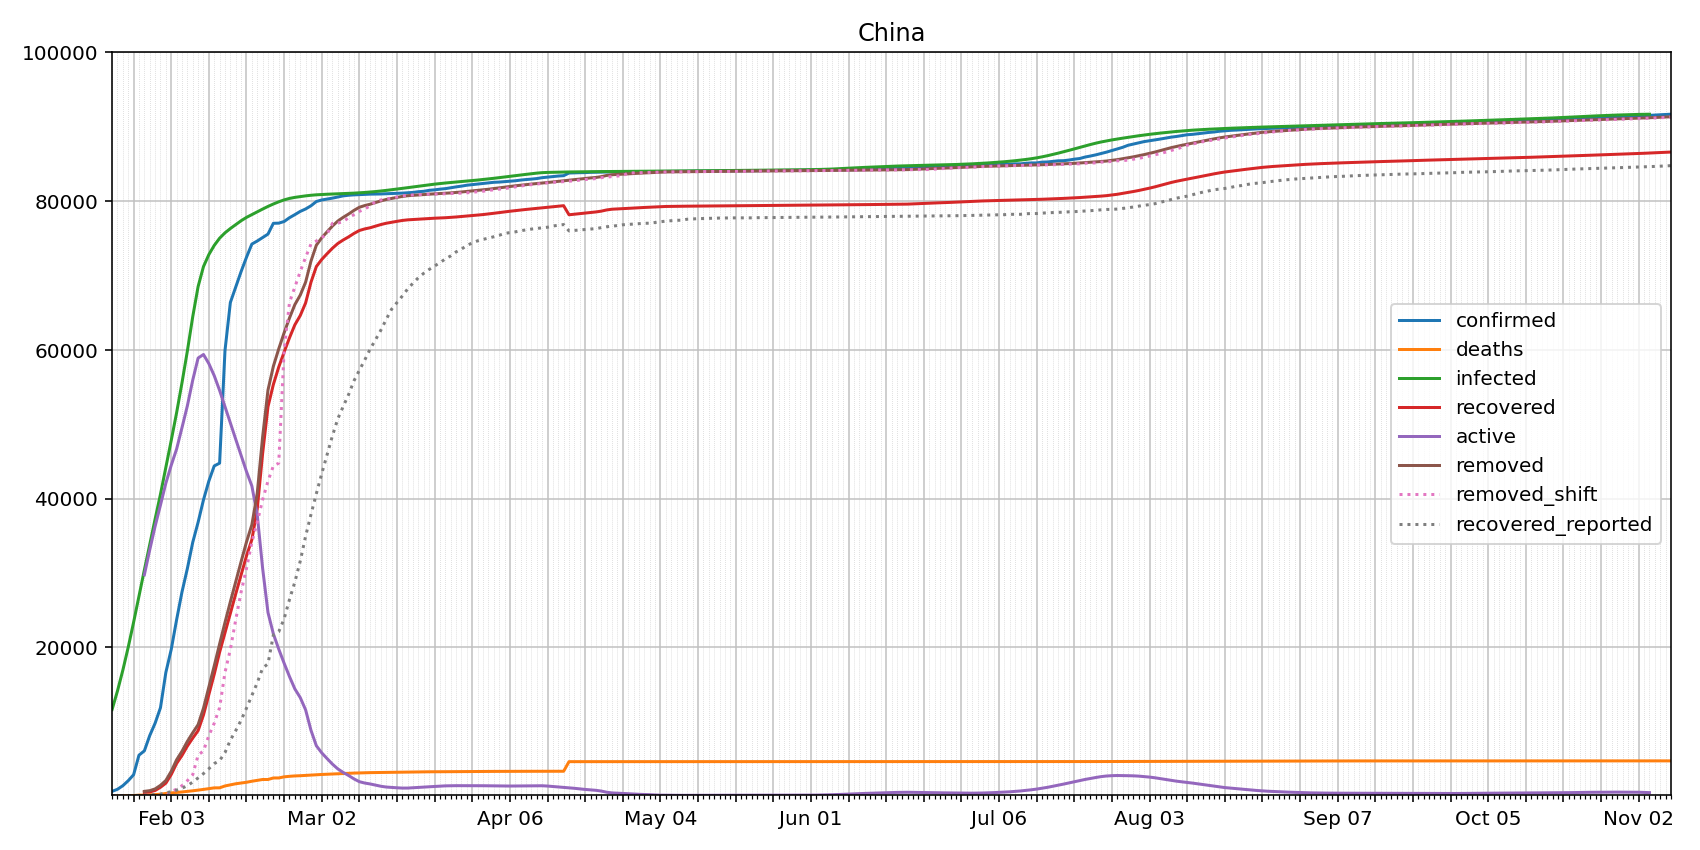 China
100000
80000
60000
40000
20000
Feb 03 Mar 02 Apr 06 May 04 Jun 01 Jul 06 Aug 03 Sep 07 Oct 05 Nov 02
confirmed
deaths
infected
recovered
active
removed
removed_shift
recovered_reported